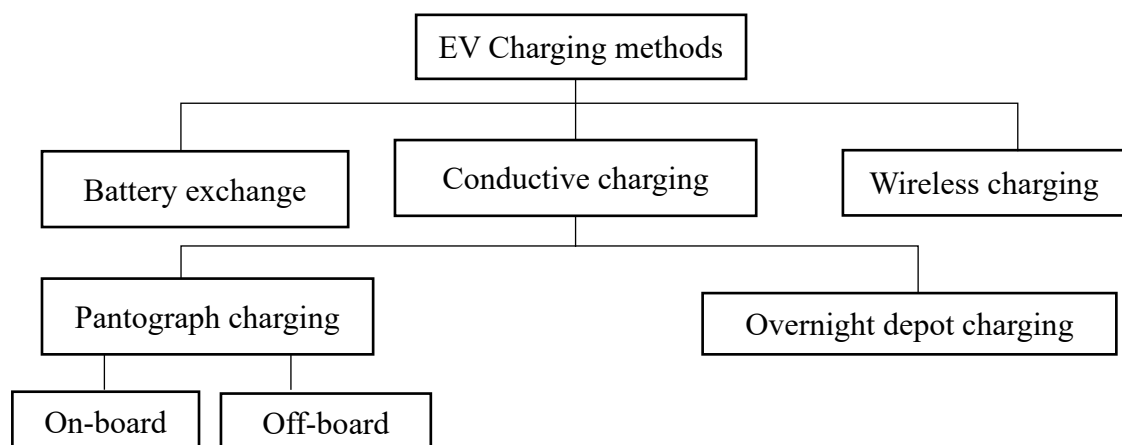 EV Charging methods
Battery exchange
Conductive charging
Wireless charging
Pantograph charging
Overnight depot charging
On-board
Off-board